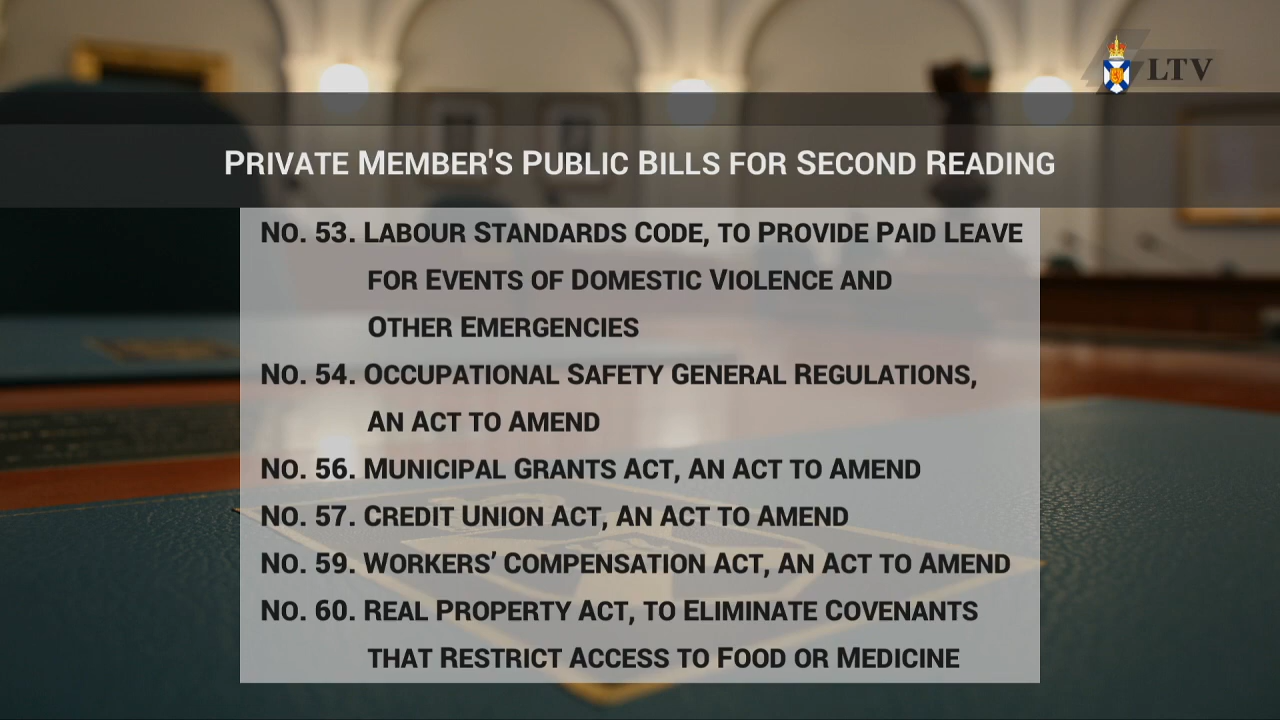 LTV
PRIVATE MEMBER'S PUBLIC BILLS FOR SECOND READING
NO. 53. LABOUR STANDARDS CODE, TO PROVIDE PAID LEAVE
FOR EVENTS OF DOMESTIC VIOLENCE AND
OTHER EMERGENCIES
NO. 54. OCCUPATIONAL SAFETY GENERAL REGULATIONS,
AN ACT TO AMEND
NO. 56. MUNICIPAL GRANTS ACT, AN ACT TO AMEND
NO. 57. CREDIT UNION ACT, AN ACT TO AMEND
NO. 59. WORKERS’ COMPENSATION ACT, AN ACT TO AMEND
NO. 60. REAL PROPERTY ACT, TO ELIMINATE COVENANTS
THAT RESTRICT ACCESS TO FOOD OR MEDICINE